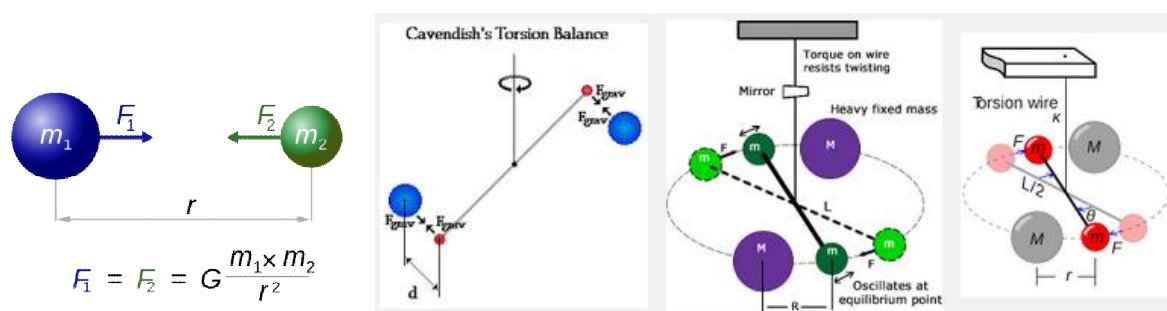 m1
F1
F2
m2
r
F1 = F2 = G m1 × m2 / r2
Cavendish's Torsion Balance
Fgrav
Fgrav
Fgrav
Fgrav
d
Torque on wire
resists twisting
Mirror
Heavy fixed mass
m
F
m
M
L
M
m
m
F
Oscillates at
equilibrium point
R
Torsion wire
κ
F
m
M
L/2
θ
M
m
F
r